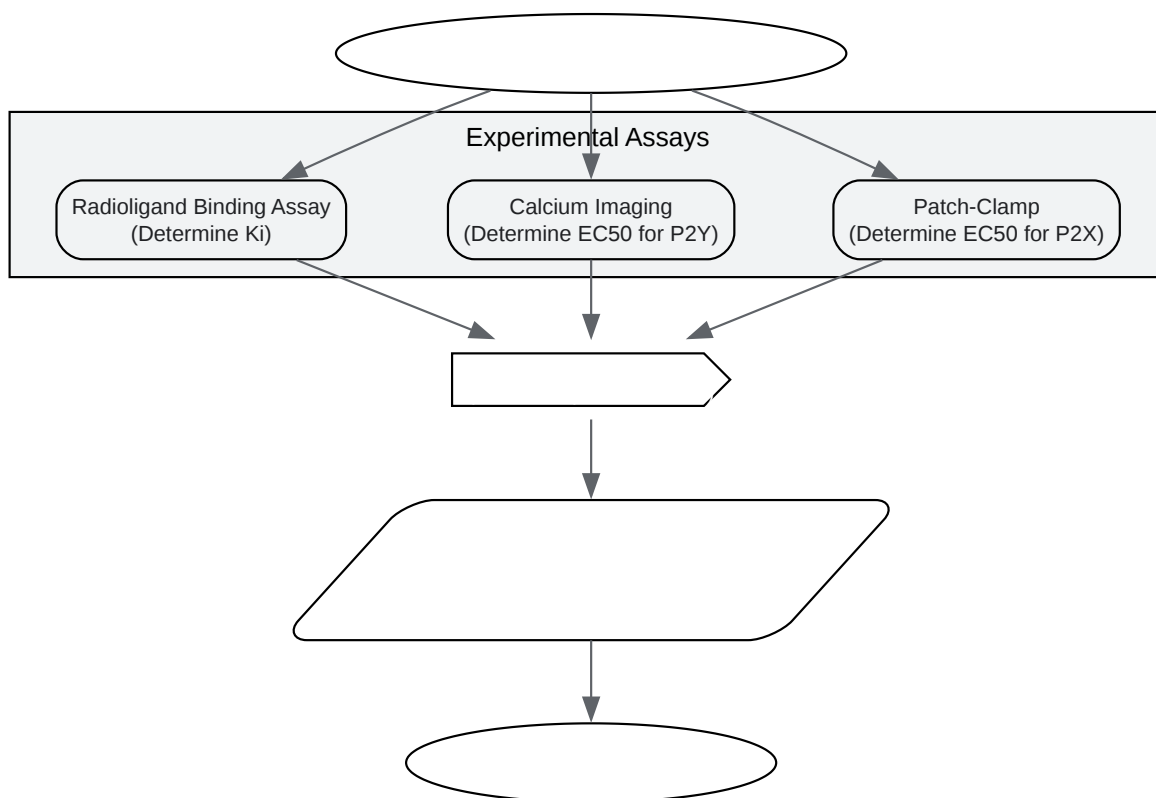 Experimental Assays
Radioligand Binding Assay
(Determine Ki)
Calcium Imaging
(Determine EC50 for P2Y)
Patch-Clamp
(Determine EC50 for P2X)